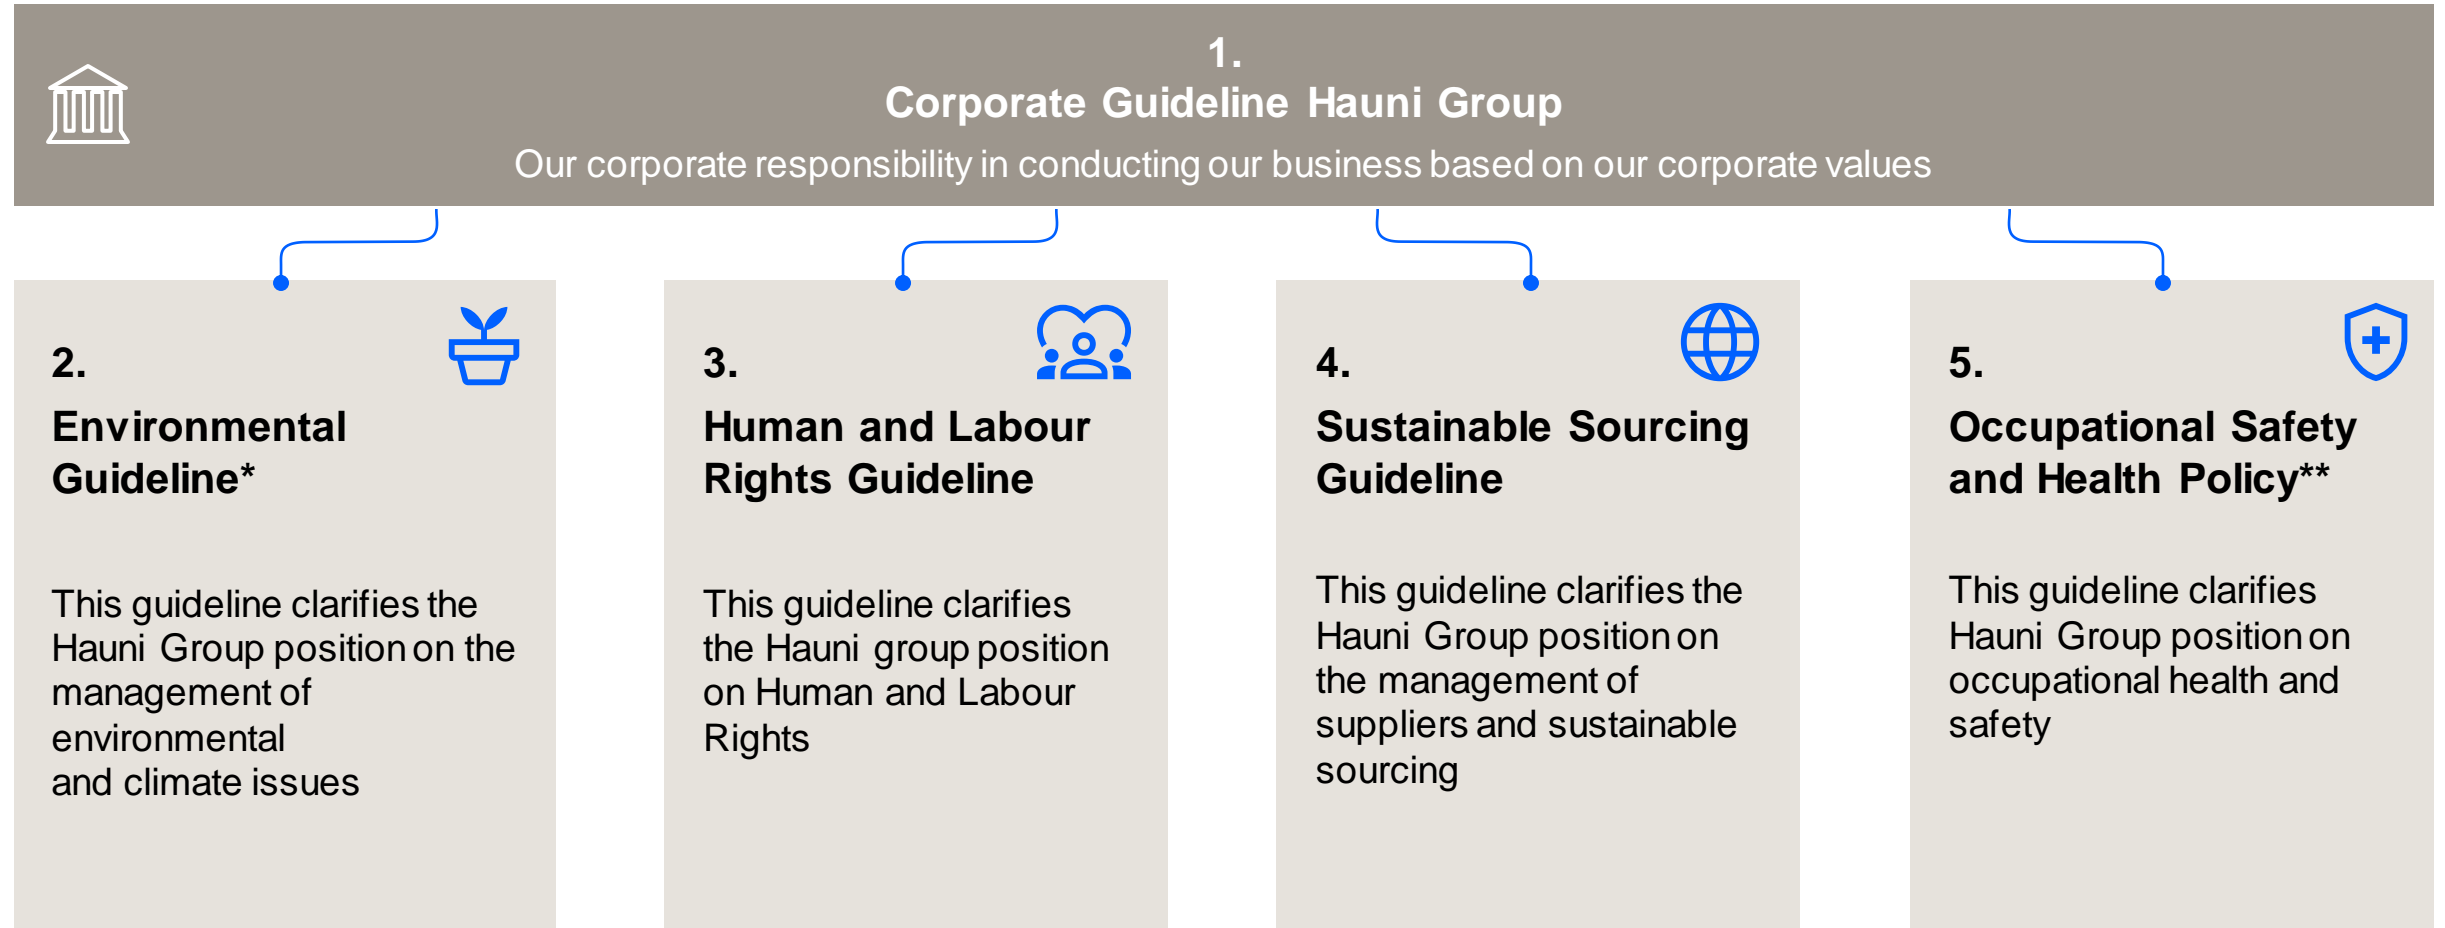 1.
Corporate Guideline Hauni Group
Our corporate responsibility in conducting our business based on our corporate values
2.
Environmental
Guideline*
This guideline clarifies the
Hauni Group position on the
management of
environmental
and climate issues
3.
Human and Labour
Rights Guideline
This guideline clarifies
the Hauni group position
on Human and Labour
Rights
4.
Sustainable Sourcing
Guideline
This guideline clarifies the
Hauni Group position on
the management of
suppliers and sustainable
sourcing
5.
Occupational Safety
and Health Policy**
This guideline clarifies
Hauni Group position on
occupational health and
safety